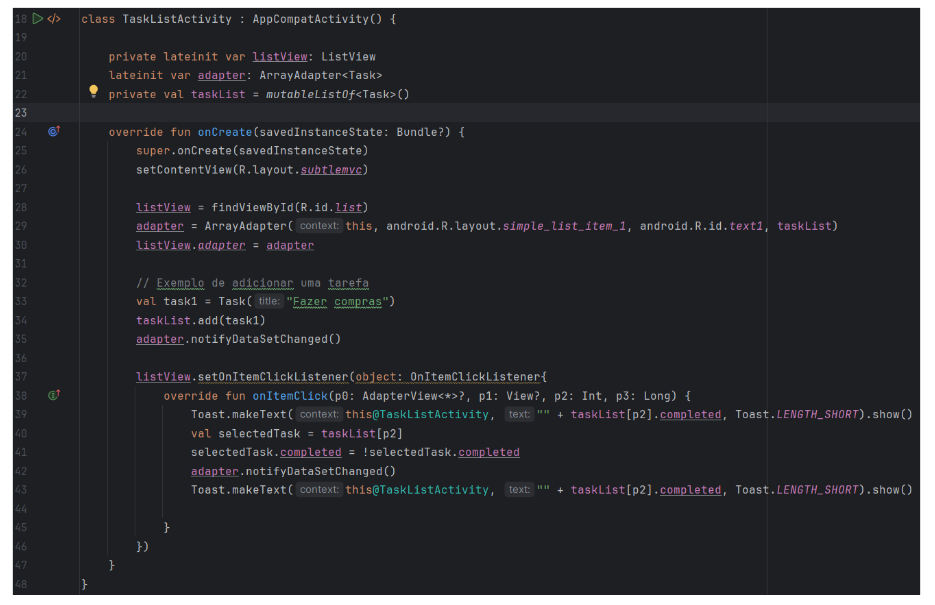 18 class TaskListActivity : AppCompatActivity() {
19
20 private lateinit var listView: ListView
21 lateinit var adapter: ArrayAdapter<Task>
22 private val taskList = mutableListOf<Task>()
23
24 override fun onCreate(savedInstanceState: Bundle?) {
25 super.onCreate(savedInstanceState)
26 setContentView(R.layout.subtlemvc)
27
28 listView = findViewById(R.id.list)
29 adapter = ArrayAdapter( context: this, android.R.layout.simple_list_item_1, android.R.id.text1, taskList)
30 listView.adapter = adapter
31
32 // Exemplo de adicionar uma tarefa
33 val task1 = Task( title: "Fazer compras")
34 taskList.add(task1)
35 adapter.notifyDataSetChanged()
36
37 listView.setOnItemClickListener(object: OnItemClickListener{
38 override fun onItemClick(p0: AdapterView<*>?, p1: View?, p2: Int, p3: Long) {
39 Toast.makeText( context: this@TaskListActivity, text: "" + taskList[p2].completed, Toast.LENGTH_SHORT).show()
40 val selectedTask = taskList[p2]
41 selectedTask.completed = !selectedTask.completed
42 adapter.notifyDataSetChanged()
43 Toast.makeText( context: this@TaskListActivity, text: "" + taskList[p2].completed, Toast.LENGTH_SHORT).show()
44
45 }
46 })
47 }
48 }